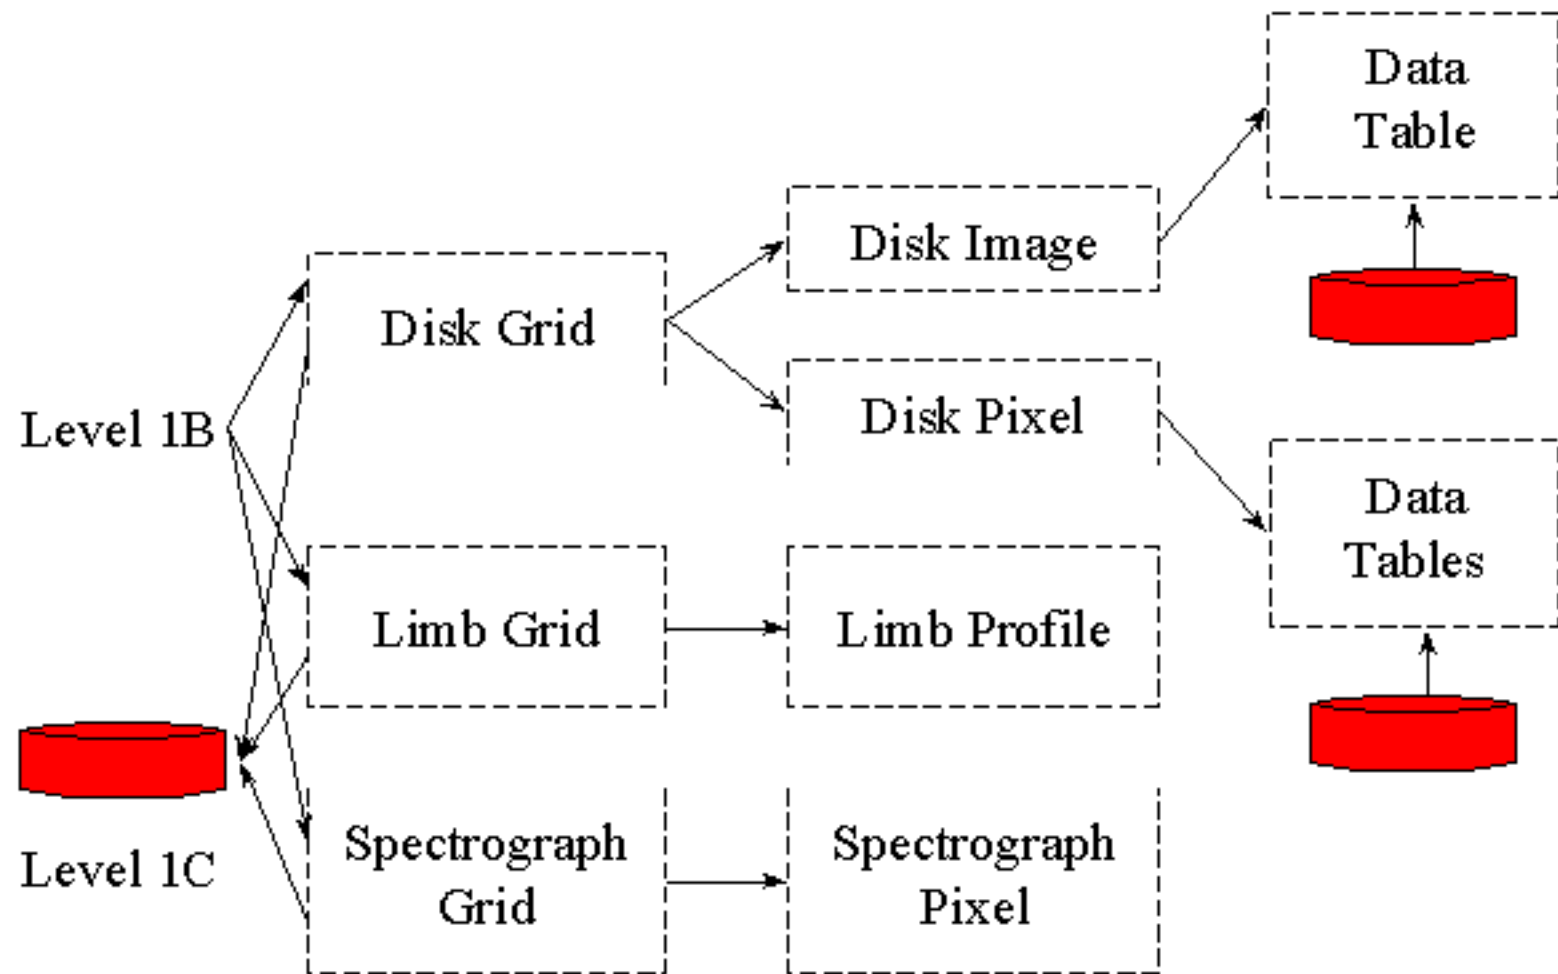 Data
Table
Disk Image
Disk Grid
Disk Pixel
Level 1B
Data
Tables
Limb Grid
Limb Profile
Level 1C
Spectrograph
Grid
Spectrograph
Pixel